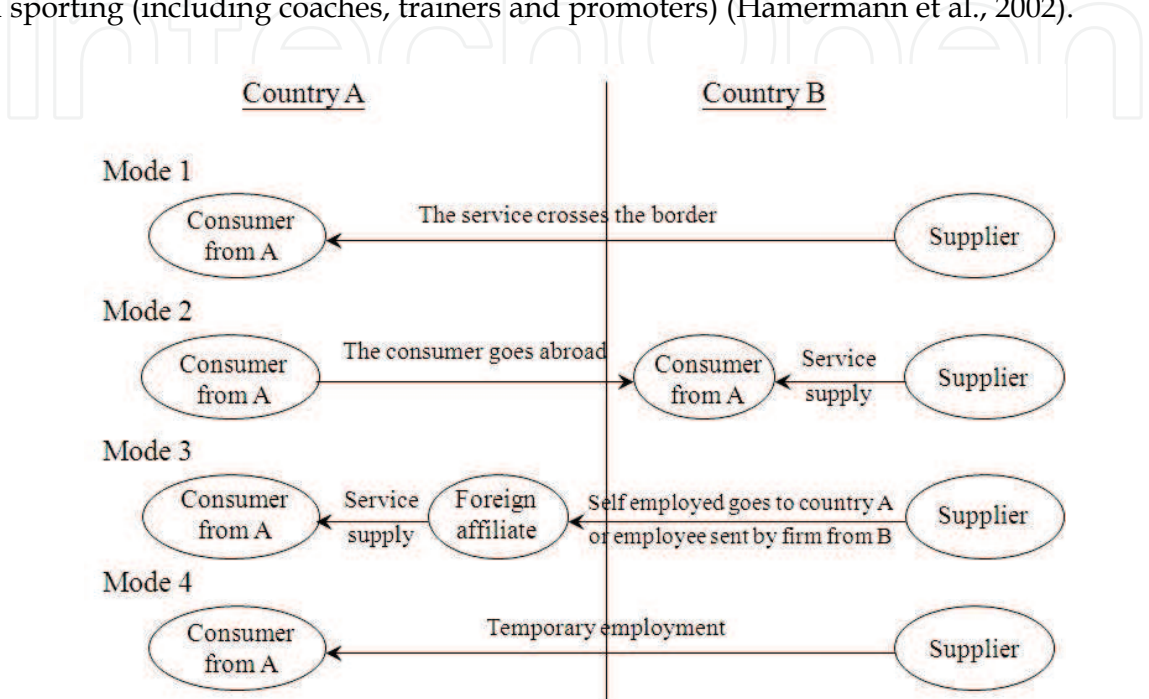 sporting (including coaches, trainers and promoters) (Hamermann et al., 2002).
InTechOpen
Country A
Country B
Mode 1
Consumer
from A
The service crosses the border
Supplier
Mode 2
Consumer
from A
The consumer goes abroad
Consumer
from A
Service
supply
Supplier
Mode 3
Consumer
from A
Service
supply
Foreign
affiliate
Self employed goes to country A
or employee sent by firm from B
Supplier
Mode 4
Consumer
from A
Temporary employment
Supplier